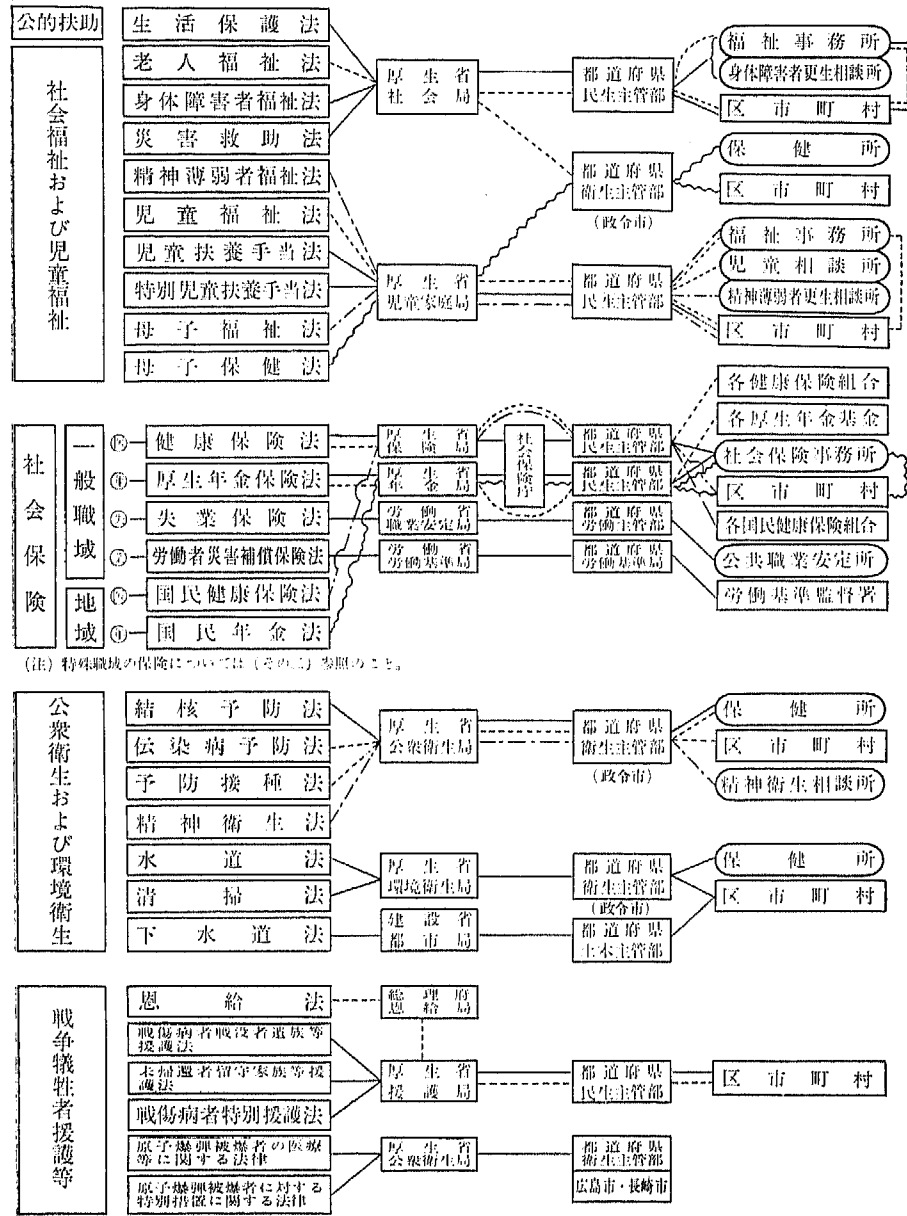 公的扶助
生活保護法
社会福祉および児童福祉
老人福祉法
身体障害者福祉法
災害救助法
精神薄弱者福祉法
児童福祉法
児童扶養手当法
特別児童扶養手当法
母子福祉法
母子保健法
厚生省
社会局
厚生省
児童家庭局
都道府県
民生主管部
都道府県
衛生主管部
(政令市)
都道府県
民生主管部
福祉事務所
身体障害者更生相談所
区市町村
保健所
区市町村
福祉事務所
児童相談所
精神薄弱者更生相談所
区市町村
社会保険
一般職域
地域
健康保険法
厚生年金保険法
失業保険法
労働者災害補償保険法
国民健康保険法
国民年金法
厚生省
保険局
厚生省
年金局
労働省
職業安定局
労働省
労働基準局
社会保険庁
都道府県
民生主管部
都道府県
民生主管部
都道府県
労働主管部
都道府県
労働基準局
各健康保険組合
各厚生年金基金
社会保険事務所
区市町村
各国民健康保険組合
公共職業安定所
労働基準監督署
(注) 特殊職域の保険については(その二)参照のこと。
公衆衛生および環境衛生
結核予防法
伝染病予防法
予防接種法
精神衛生法
水道法
清掃法
下水道法
厚生省
公衆衛生局
厚生省
環境衛生局
建設省
都市局
都道府県
衛生主管部
(政令市)
都道府県
衛生主管部
(政令市)
都道府県
土木主管部
保健所
区市町村
精神衛生相談所
保健所
区市町村
戦争犠牲者援護等
恩給法
戦傷病者戦没者遺族等
援護法
未帰還者留守家族等援
護法
戦傷病者特別援護法
原子爆弾被爆者の医療
等に関する法律
原子爆弾被爆者に対する
特別措置に関する法律
総理府
恩給局
厚生省
援護局
厚生省
公衆衛生局
都道府県
民生主管部
都道府県
衛生主管部
広島市・長崎市
区市町村